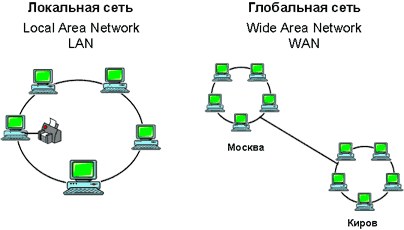 Локальная сеть
Local Area Network
LAN
Глобальная сеть
Wide Area Network
WAN
Москва
Киров